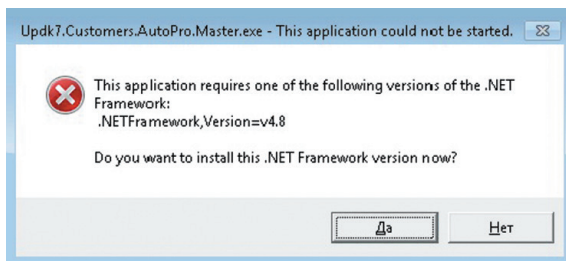 Updk7.Customers.AutoPro.Master.exe - This application could not be started.
This application requires one of the following versions of the .NET
Framework:
.NETFramework,Version=v4.8
Do you want to install this .NET Framework version now?
Да
Нет